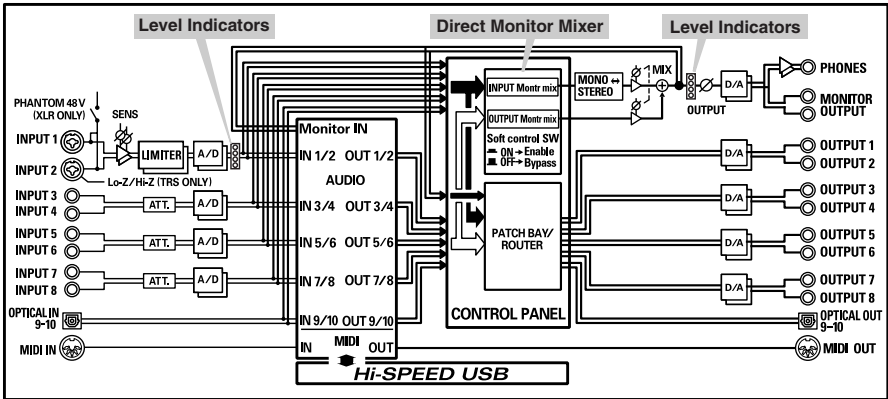 Level Indicators
Direct Monitor Mixer
Level Indicators
PHANTOM 48 V
(XLR ONLY)
SENS
INPUT 1
INPUT 2
LIMITER
A/D
Lo-Z/Hi-Z (TRS ONLY)
INPUT 3
INPUT 4
ATT.
A/D
INPUT 5
INPUT 6
ATT.
A/D
INPUT 7
INPUT 8
ATT.
A/D
OPTICAL IN
9-10
MIDI IN
Monitor IN
IN 1/2 OUT 1/2
AUDIO
IN 3/4 OUT 3/4
IN 5/6 OUT 5/6
IN 7/8 OUT 7/8
IN 9/10 OUT 9/10
MIDI
IN OUT
Hi-SPEED USB
INPUT Montr mix
OUTPUT Montr mix
Soft control SW
ON → Enable
OFF → Bypass
PATCH BAY/
ROUTER
CONTROL PANEL
MONO ↔
STEREO
MIX
OUTPUT
D/A
PHONES
MONITOR
OUTPUT
D/A
OUTPUT 1
OUTPUT 2
D/A
OUTPUT 3
OUTPUT 4
D/A
OUTPUT 5
OUTPUT 6
D/A
OUTPUT 7
OUTPUT 8
OPTICAL OUT
9-10
MIDI OUT